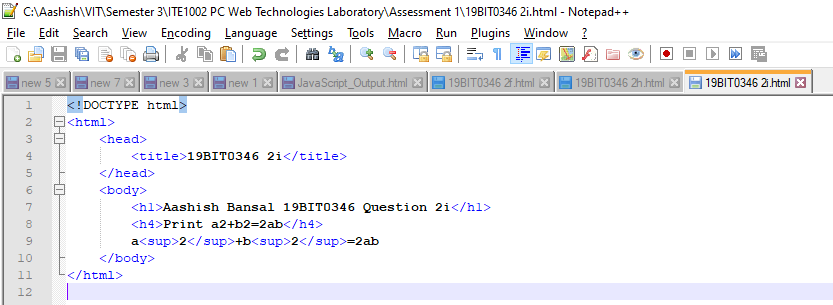 C:\Aashish\VIT\Semester 3\ITE1002 PC Web Technologies Laboratory\Assessment 1\19BIT0346 2i.html - Notepad++
File Edit Search View Encoding Language Settings Tools Macro Run Plugins Window ?
new 5 new 7 new 3 new 1 JavaScript_Output.html 19BIT0346 2f.html 19BIT0346 2h.html 19BIT0346 2i.html
1 <!DOCTYPE html>
2 <html>
3 <head>
4 <title>19BIT0346 2i</title>
5 </head>
6 <body>
7 <h1>Aashish Bansal 19BIT0346 Question 2i</h1>
8 <h4>Print a2+b2=2ab</h4>
9 a<sup>2</sup>+b<sup>2</sup>=2ab
10 </body>
11 </html>
12